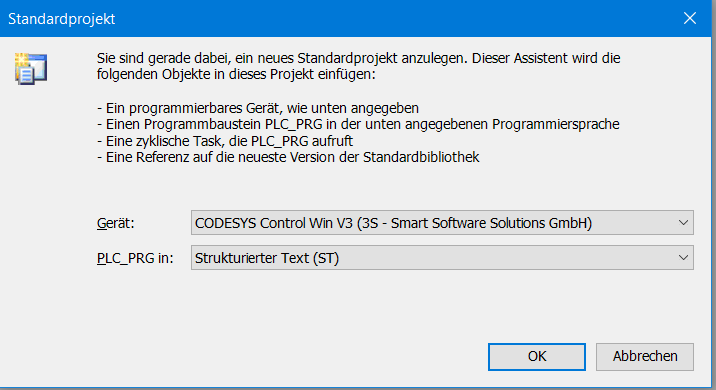 Standardprojekt
Sie sind gerade dabei, ein neues Standardprojekt anzulegen. Dieser Assistent wird die
folgenden Objekte in dieses Projekt einfügen:
- Ein programmierbares Gerät, wie unten angegeben
- Einen Programmbaustein PLC_PRG in der unten angegebenen Programmiersprache
- Eine zyklische Task, die PLC_PRG aufruft
- Eine Referenz auf die neueste Version der Standardbibliothek
Gerät: CODESYS Control Win V3 (3S - Smart Software Solutions GmbH)
PLC_PRG in: Strukturierter Text (ST)
OK Abbrechen